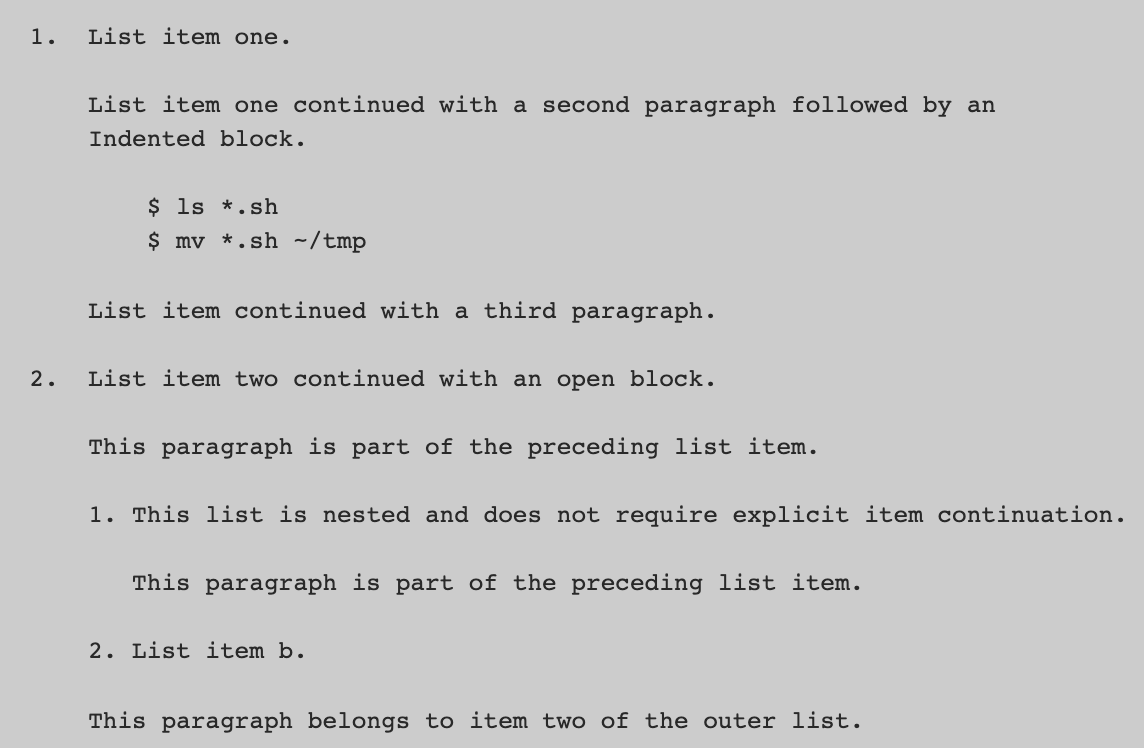 1.  List item one.
List item one continued with a second paragraph followed by an
Indented block.
$ ls *.sh
$ mv *.sh ~/tmp
List item continued with a third paragraph.
2.  List item two continued with an open block.
This paragraph is part of the preceding list item.
1. This list is nested and does not require explicit item continuation.
This paragraph is part of the preceding list item.
2. List item b.
This paragraph belongs to item two of the outer list.